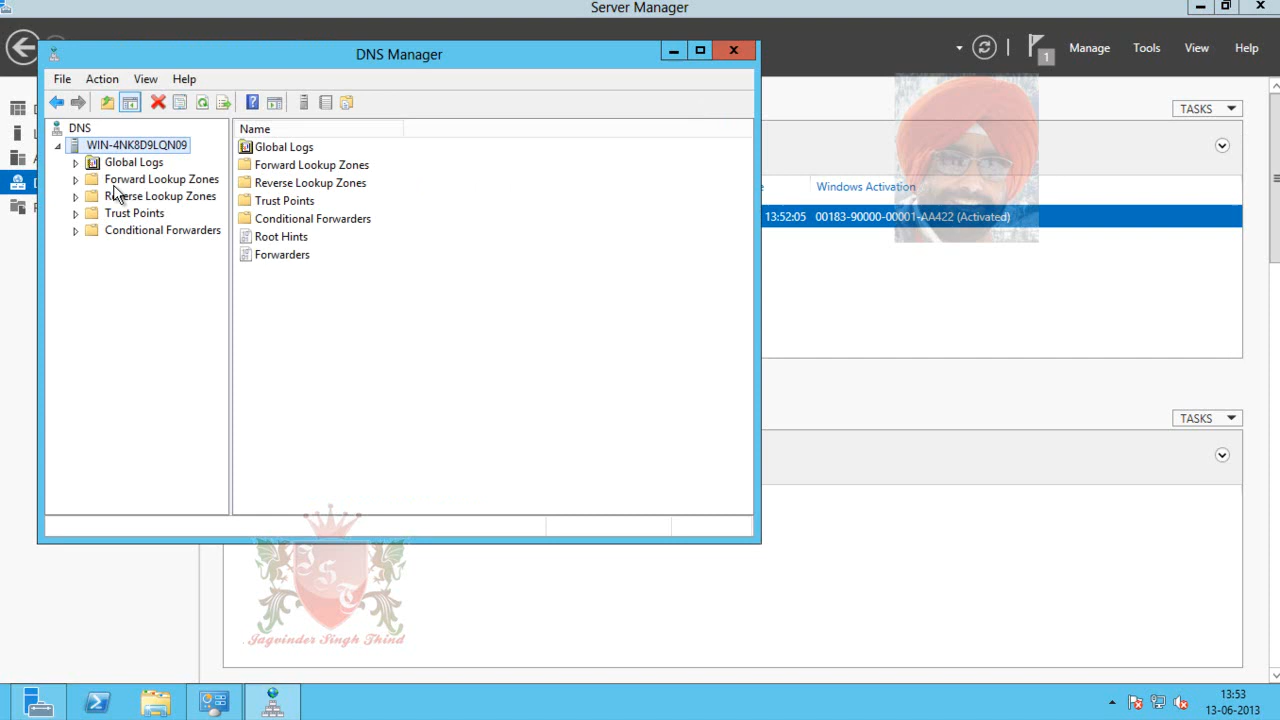 Server Manager
Manage
Tools
View
Help
1
DNS Manager
File
Action
View
Help
DNS
WIN-4NK8D9LQN09
Global Logs
Forward Lookup Zones
Reverse Lookup Zones
Trust Points
Conditional Forwarders
Name
Global Logs
Forward Lookup Zones
Reverse Lookup Zones
Trust Points
Conditional Forwarders
Root Hints
Forwarders
TASKS
Windows Activation
13:52:05 00183-90000-00001-AA422 (Activated)
TASKS
JST
Jagvinder Singh Thind
13:53
13-06-2013